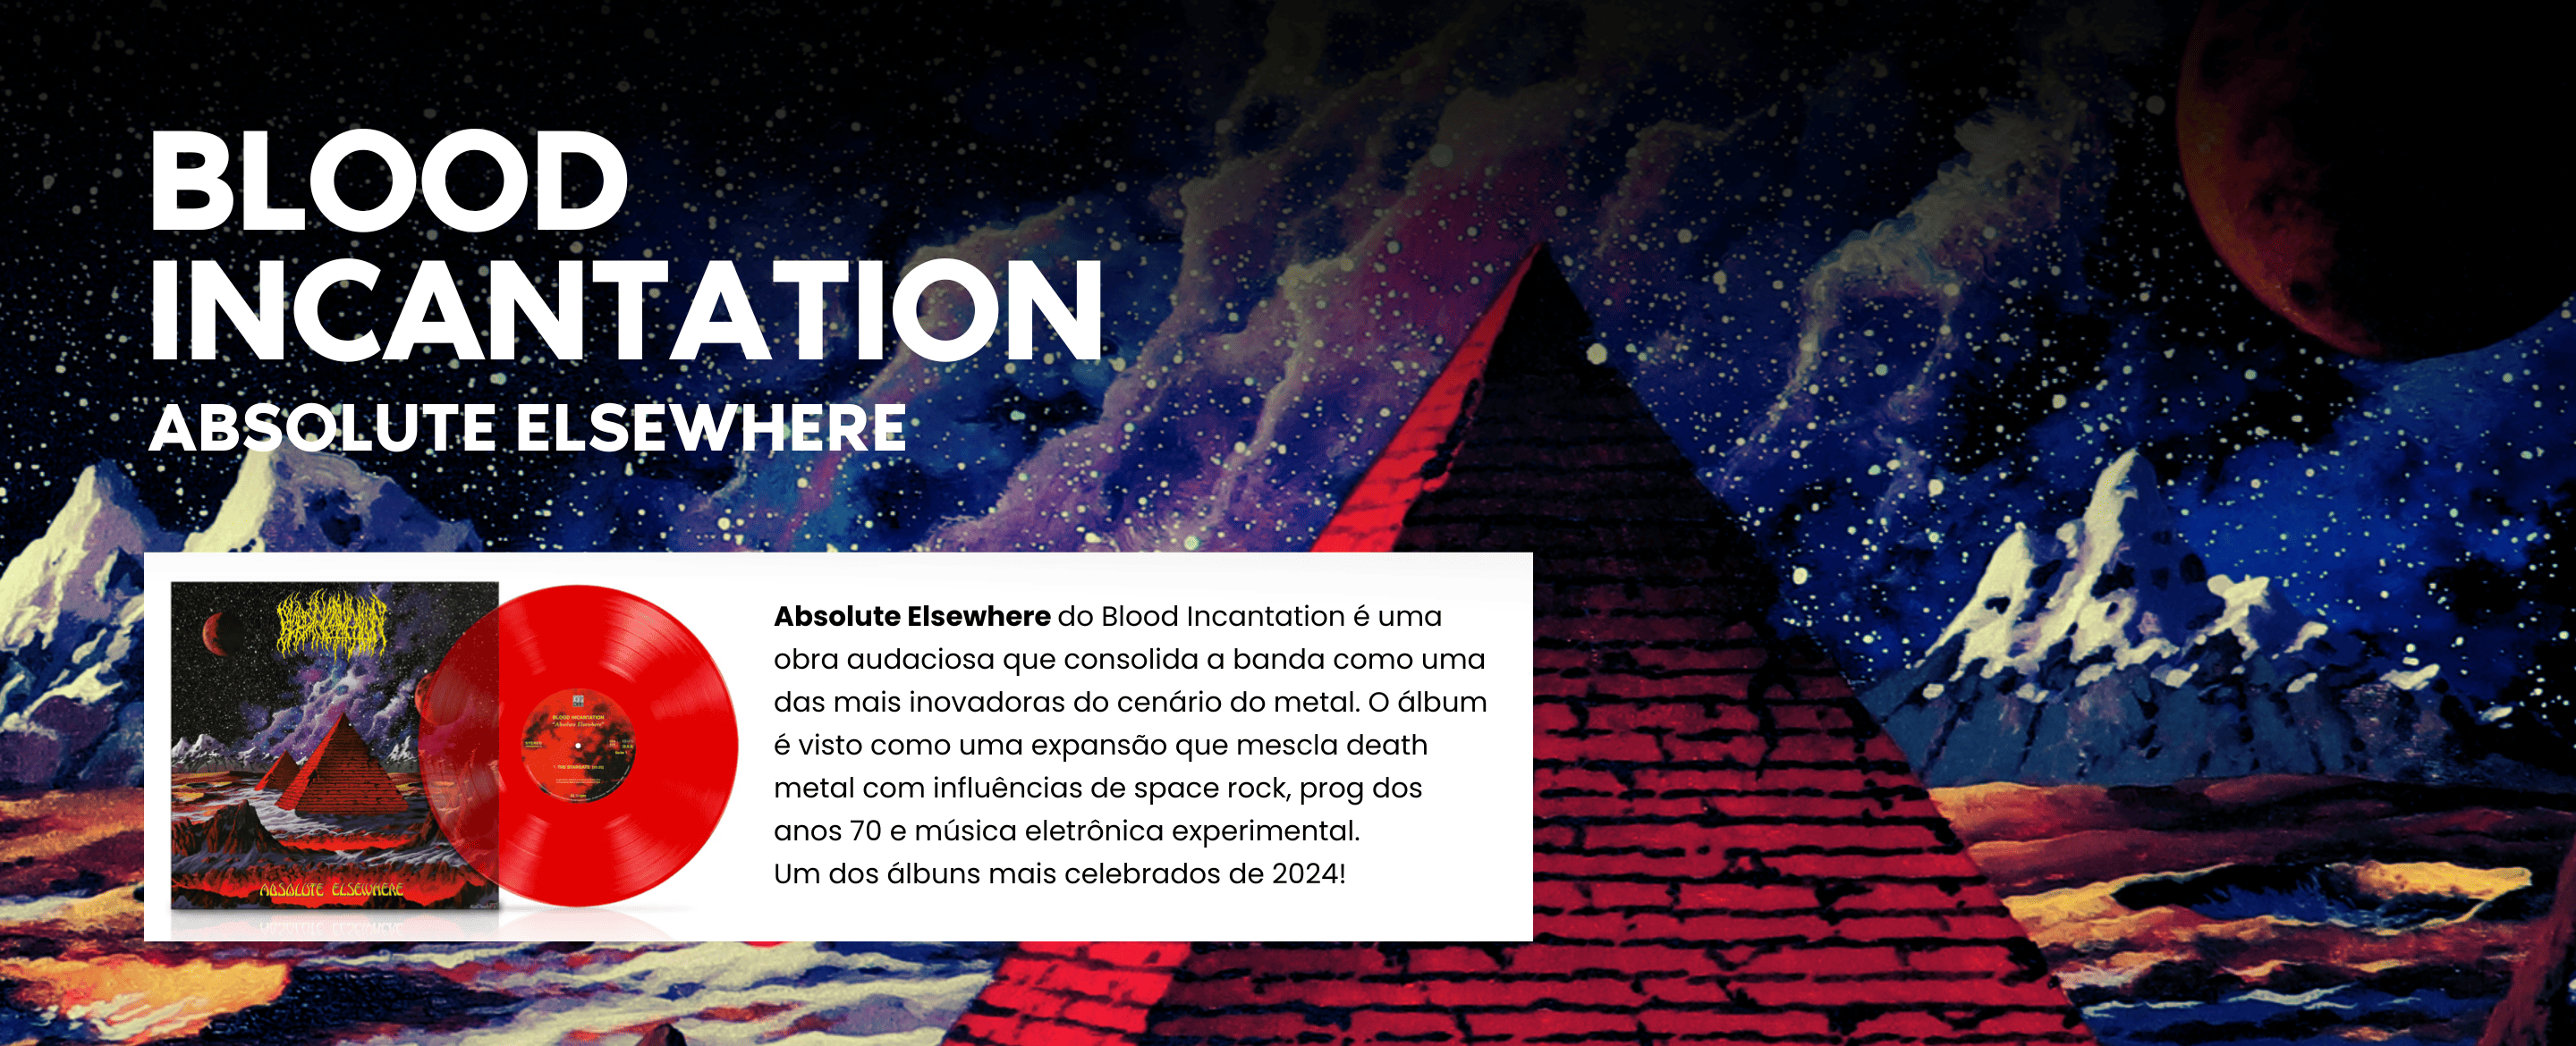 BLOOD
INCANTATION
ABSOLUTE ELSEWHERE
ABSOLUTE ELSEWHERE
BLOOD INCANTATION
"Absolute Elsewhere"
1. THE STARGATE
Absolute Elsewhere do Blood Incantation é uma
obra audaciosa que consolida a banda como uma
das mais inovadoras do cenário do metal. O álbum
é visto como uma expansão que mescla death
metal com influências de space rock, prog dos
anos 70 e música eletrônica experimental.
Um dos álbuns mais celebrados de 2024!